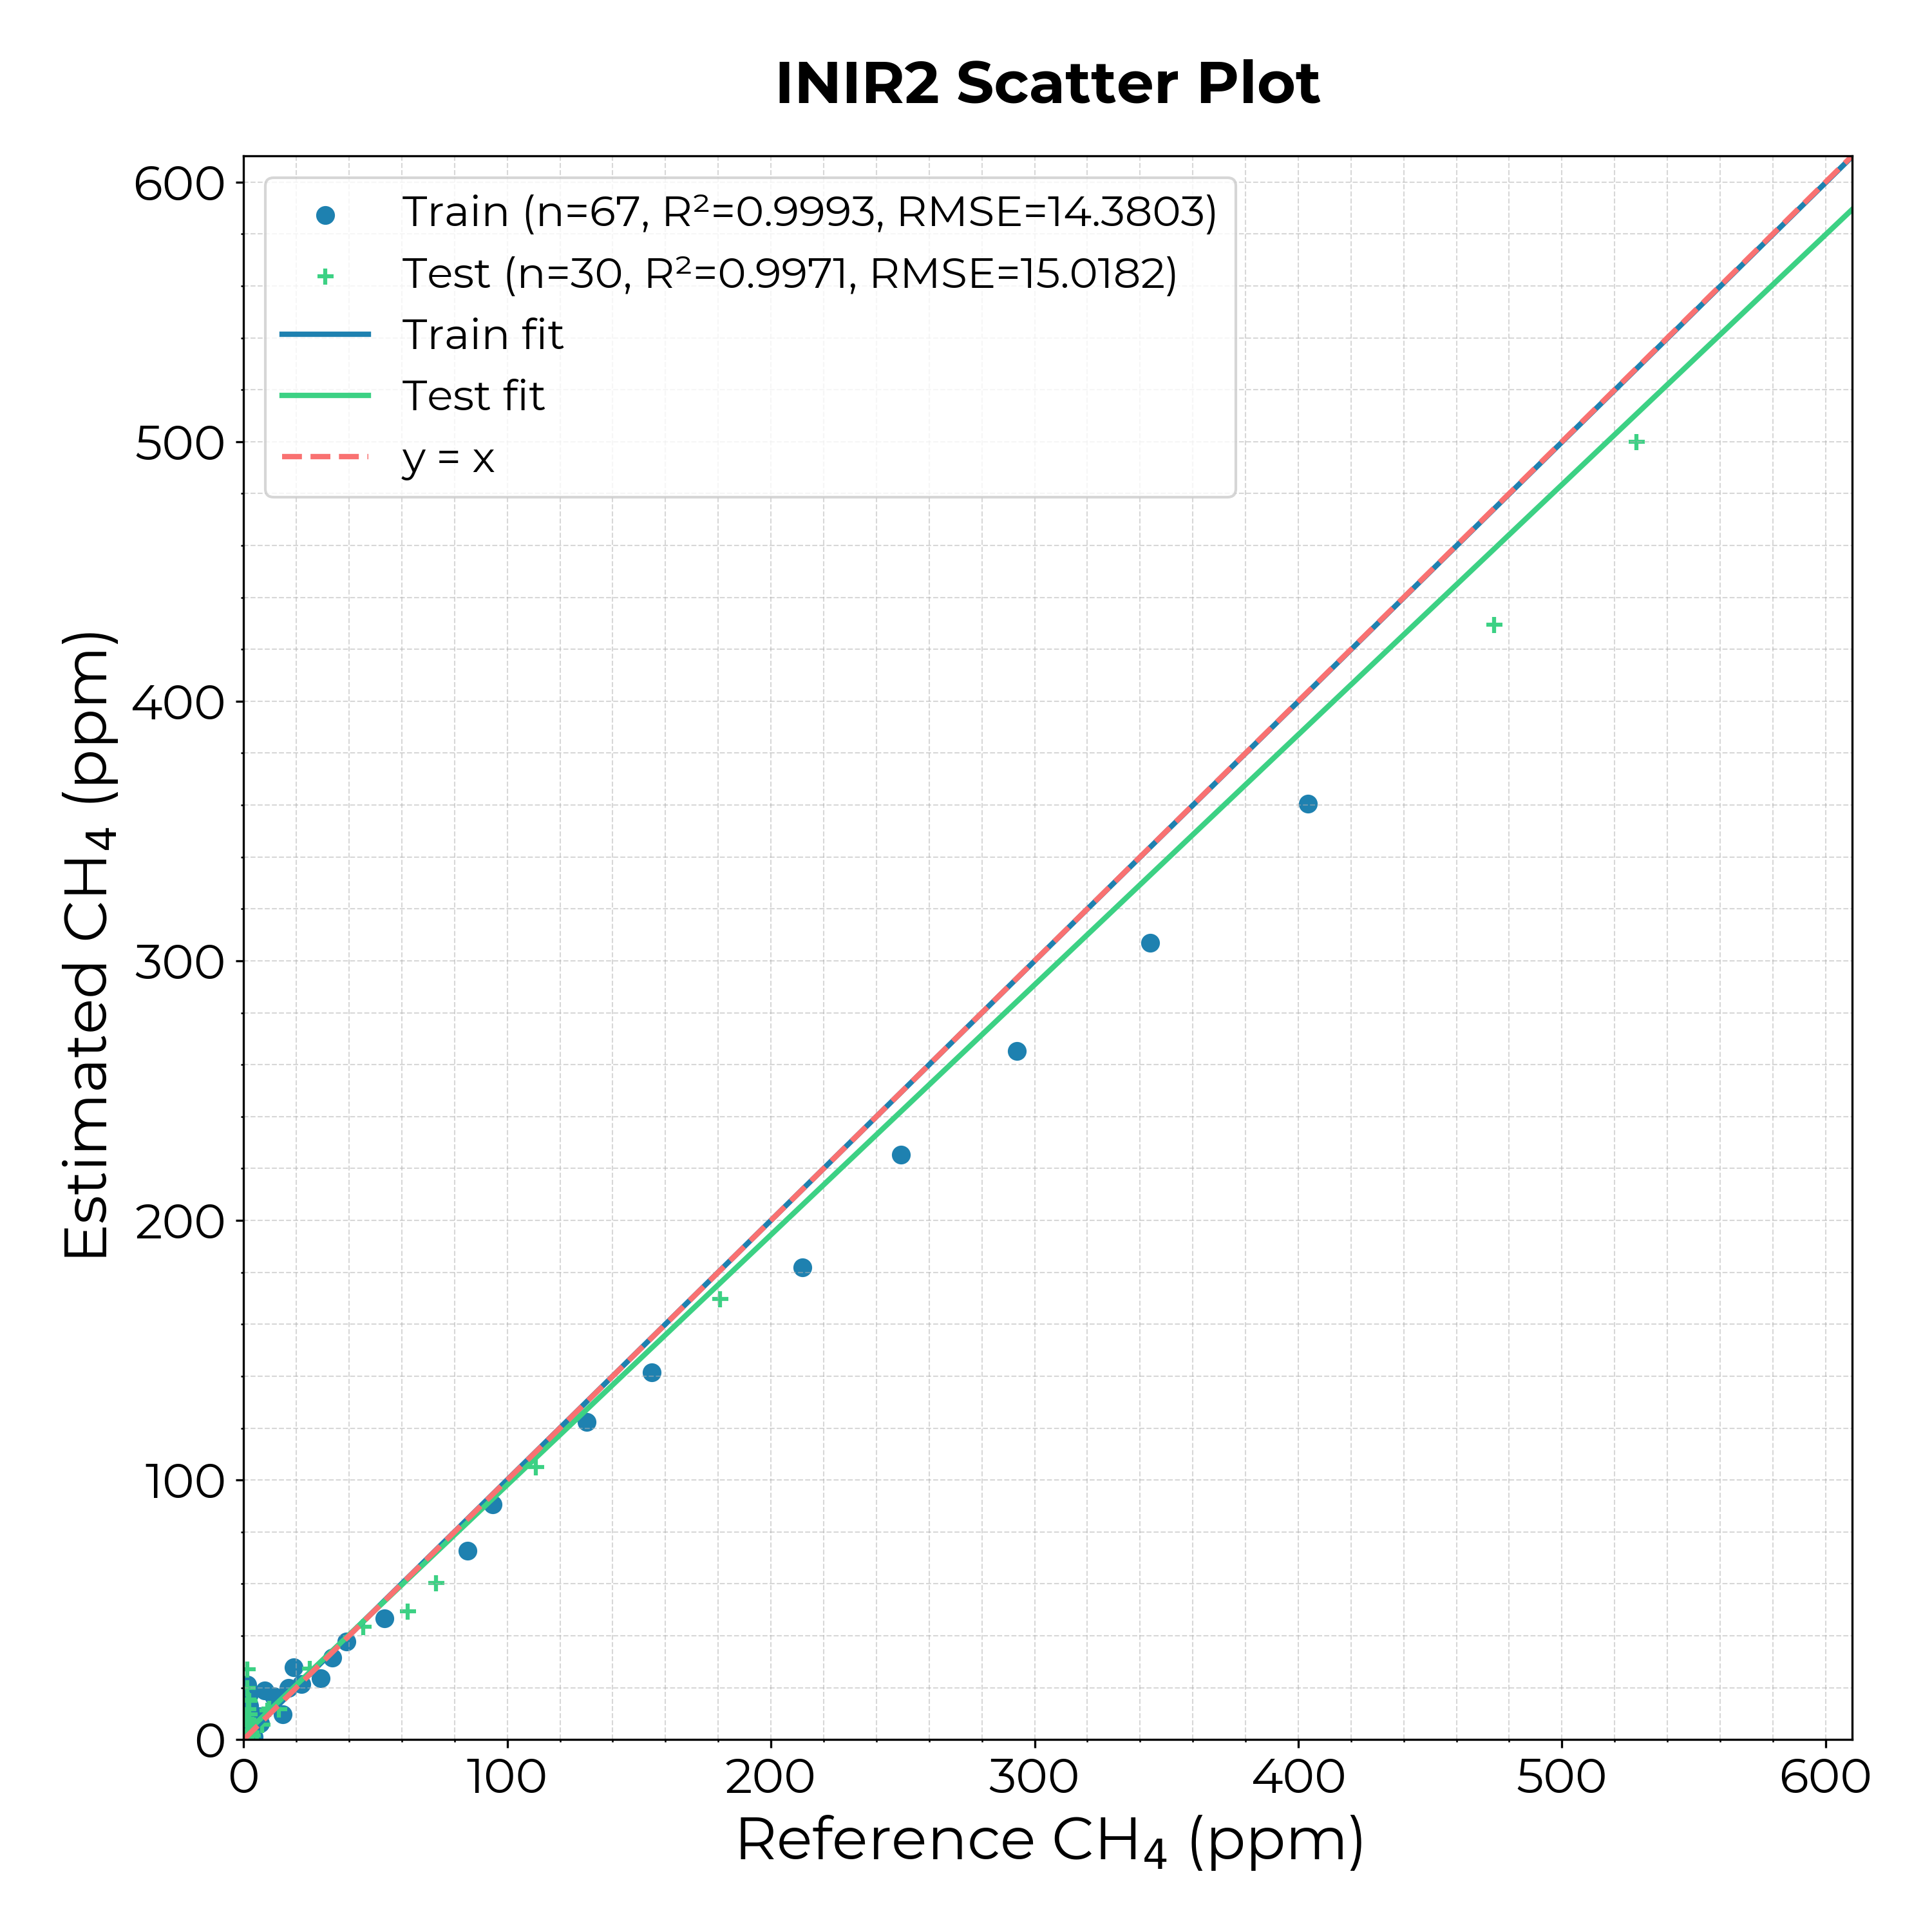 INIR2 Scatter Plot
Train (n=67, R²=0.9993, RMSE=14.3803)
Test (n=30, R²=0.9971, RMSE=15.0182)
Train fit
Test fit
y = x
Estimated CH₄ (ppm)
600
500
400
300
200
100
0
0 100 200 300 400 500 600
Reference CH₄ (ppm)